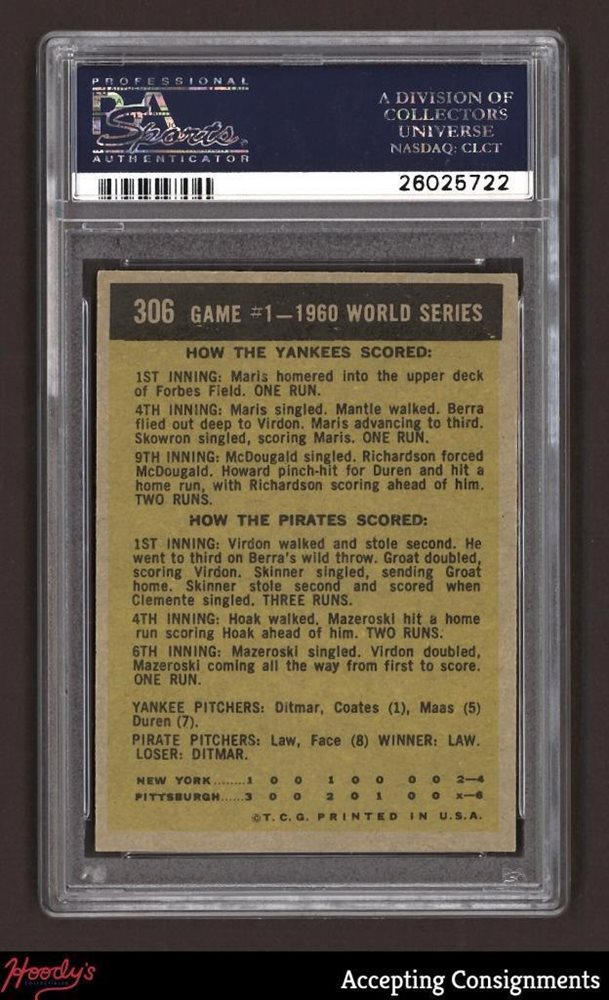 PROFESSIONAL
PSA
Sports
AUTHENTICATOR
A DIVISION OF
COLLECTORS
UNIVERSE
NASDAQ: CLCT
26025722
306 GAME #1—1960 WORLD SERIES
HOW THE YANKEES SCORED:
1ST INNING: Maris homered into the upper deck
of Forbes Field. ONE RUN.
4TH INNING: Maris singled. Mantle walked. Berra
flied out deep to Virdon. Maris advancing to third.
Skowron singled, scoring Maris. ONE RUN.
9TH INNING: McDougald singled. Richardson forced
McDougald. Howard pinch-hit for Duren and hit a
home run, with Richardson scoring ahead of him.
TWO RUNS.
HOW THE PIRATES SCORED:
1ST INNING: Virdon walked and stole second. He
went to third on Berra's wild throw. Groat doubled,
scoring Virdon. Skinner singled, sending Groat
home. Skinner stole second and scored when
Clemente singled. THREE RUNS.
4TH INNING: Hoak walked. Mazeroski hit a home
run scoring Hoak ahead of him. TWO RUNS.
6TH INNING: Mazeroski singled. Virdon doubled,
Mazeroski coming all the way from first to score.
ONE RUN.
YANKEE PITCHERS: Ditmar, Coates (1), Maas (5)
Duren (7).
PIRATE PITCHERS: Law, Face (8) WINNER: LAW.
LOSER: DITMAR.
NEW YORK........1 0 0 1 0 0 0 0 2—4
PITTSBURGH.....3 0 0 2 0 1 0 0 x—6
©T.C.G. PRINTED IN U.S.A.
Hoody's
COLLECTIBLES
Accepting Consignments